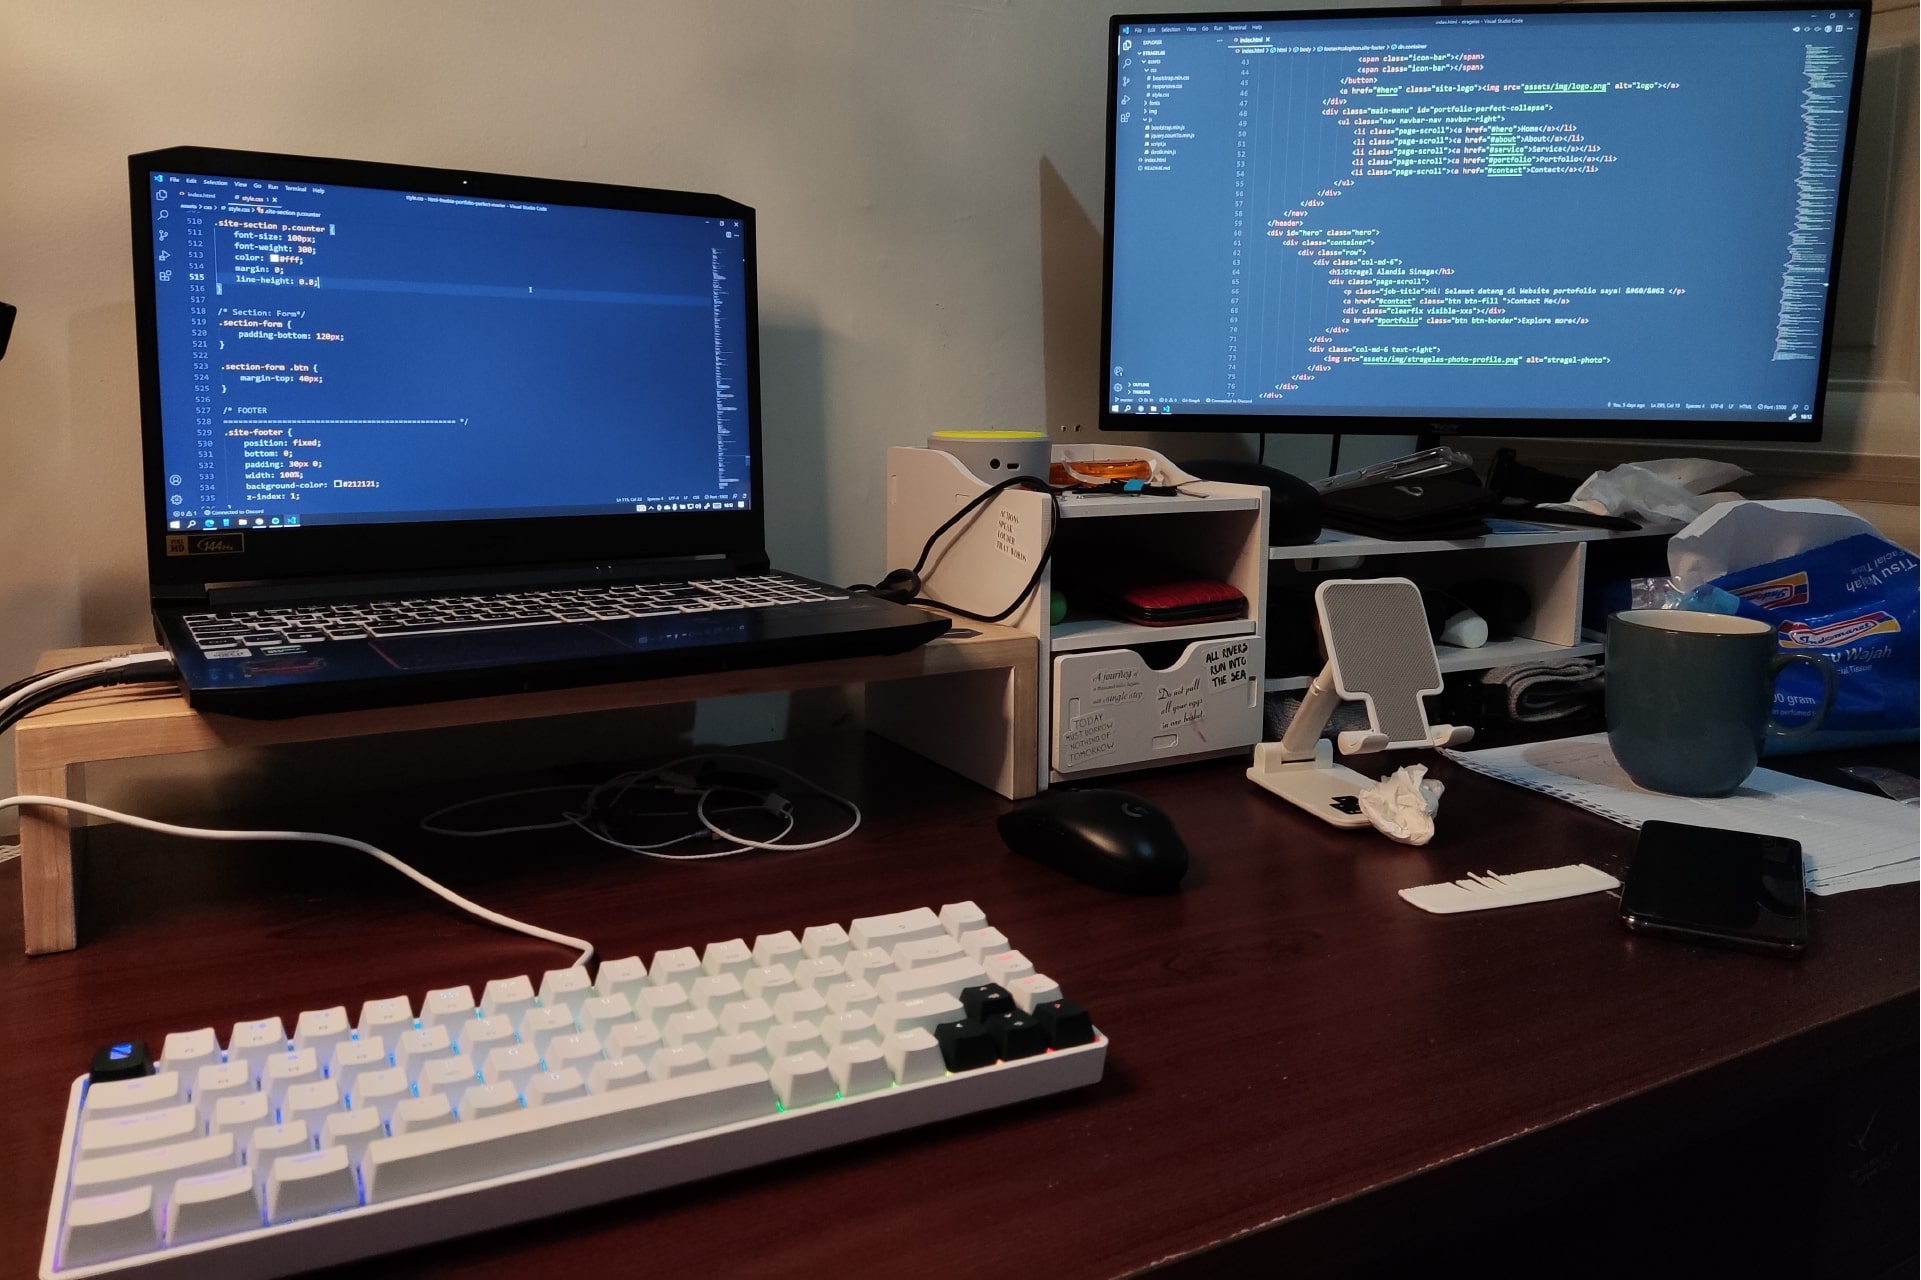 File Edit Selection View Go Run Terminal Help
style.css - html-freebie-portfolio-perfect-master - Visual Studio Code
index.html
style.css 1
assets > css > style.css > .site-section p.counter
510 .site-section p.counter {
511 font-size: 100px;
512 font-weight: 300;
513 color: #fff;
514 margin: 0;
515 line-height: 0.8;
516 }
517
518 /* Section: Form*/
519 .section-form {
520 padding-bottom: 120px;
521 }
522
523 .section-form .btn {
524 margin-top: 40px;
525 }
526
527 /* FOOTER
528 ================================================ */
529 .site-footer {
530 position: fixed;
531 bottom: 0;
532 padding: 30px 0;
533 width: 100%;
534 background-color: #212121;
535 z-index: 1;
Connected to Discord
FULL HD
144Hz
File Edit Selection View Go Run Terminal Help
index.html - stragelas - Visual Studio Code
EXPLORER
index.html
STRAGELAS
index.html > html > body > footer#colophon.site-footer > div.container
assets
css
bootstrap.min.css
responsive.css
style.css
fonts
img
js
bootstrap.min.js
script.js
index.html
README.md
OUTLINE
TIMELINE
43 <span class="icon-bar"></span>
44 <span class="icon-bar"></span>
45 </button>
46 <a href="#hero" class="site-logo"><img src="assets/img/logo.png" alt="logo"></a>
47 </div>
48 <div class="main-menu" id="portfolio-perfect-collapse">
49 <ul class="nav navbar-nav navbar-right">
50 <li class="page-scroll"><a href="#hero">Home</a></li>
51 <li class="page-scroll"><a href="#about">About</a></li>
52 <li class="page-scroll"><a href="#service">Service</a></li>
53 <li class="page-scroll"><a href="#portfolio">Portfolio</a></li>
54 <li class="page-scroll"><a href="#contact">Contact</a></li>
55 </ul>
56 </div>
57 </div>
58 </nav>
59 </header>
60 <div id="hero" class="hero">
61 <div class="container">
62 <div class="row">
63 <div class="col-md-6">
64 <h1>Stragel Alandia Sinaga</h1>
65 <div class="page-scroll">
66 <p class="job-title">Hi! Selamat datang di Website portofolio saya! &#60/&#62 </p>
67 <a href="#contact" class="btn btn-fill ">Contact Me</a>
68 <div class="clearfix visible-xxs"></div>
69 <a href="#portfolio" class="btn btn-border">Explore more</a>
70 </div>
71 </div>
72 <div class="col-md-6 text-right">
73 <img src="assets/img/stragelas-photo-profile.png" alt="stragel-photo">
74 </div>
75 </div>
76 </div>
77 </div>
Connected to Discord
ACTIONS
SPEAK
LOUDER
THAT WORDS
A journey of
a thousand miles begins
with a single step
TODAY
MUST BORROW
NOTHING OF
TOMORROW
Do not put
all your eggs
in one basket
ALL RIVERS
RUN INTO
THE SEA
Tisu Wajah
Facial Tissue
Indomaret
Wajah